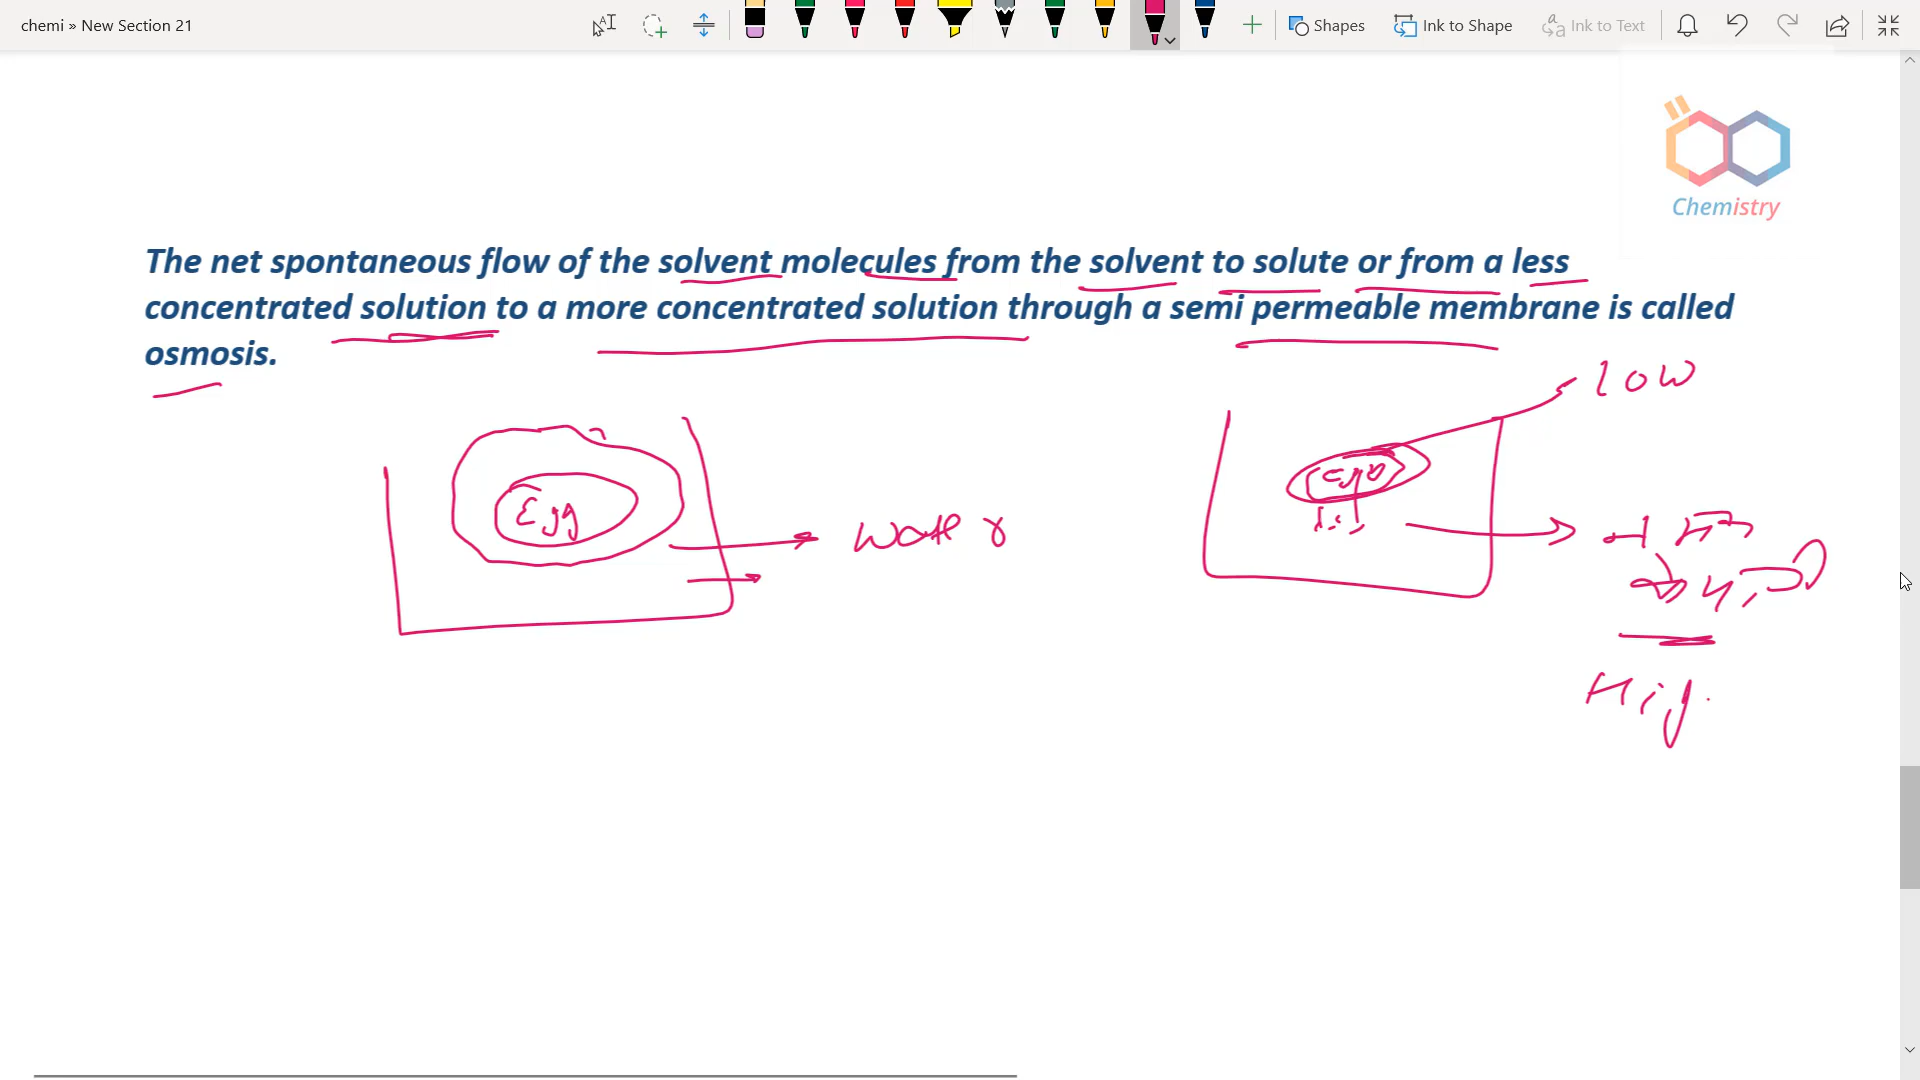 chemi » New Section 21
Shapes
Ink to Shape
Ink to Text
Chemistry
The net spontaneous flow of the solvent molecules from the solvent to solute or from a less
concentrated solution to a more concentrated solution through a semi permeable membrane is called
osmosis.
low
Egg
Egg